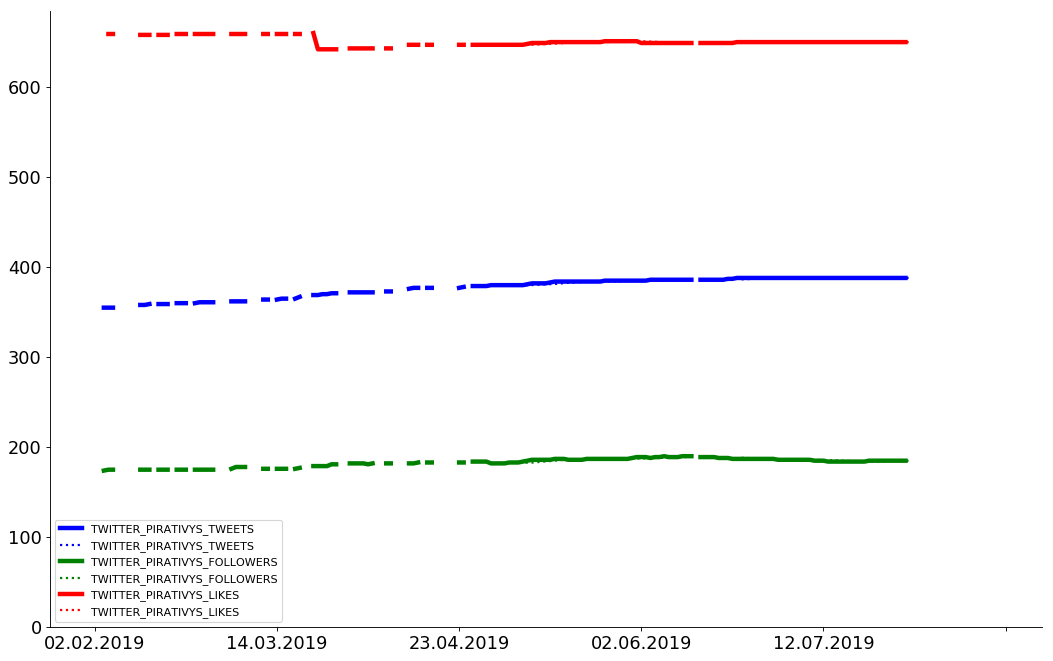 600
500
400
300
200
100
0
TWITTER_PIRATIVYS_TWEETS
TWITTER_PIRATIVYS_TWEETS
TWITTER_PIRATIVYS_FOLLOWERS
TWITTER_PIRATIVYS_FOLLOWERS
TWITTER_PIRATIVYS_LIKES
TWITTER_PIRATIVYS_LIKES
02.02.2019 14.03.2019 23.04.2019 02.06.2019 12.07.2019